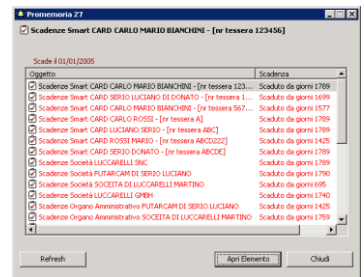 Promemoria 27
Scadenze Smart CARD CARLO MARIO BIANCHINI - [nr tessera 123456]
Scade il 01/01/2005
Oggetto Scadenza
Scadenze Smart CARD CARLO MARIO BIANCHINI - [nr tessera 123... Scaduto da giorni 1789
Scadenze Smart CARD SERIO LUCIANO DI DONATO - [nr tessera 1... Scaduto da giorni 1699
Scadenze Smart CARD CARLO MARIO BIANCHINI - [nr tessera 567... Scaduto da giorni 1577
Scadenze Smart CARD CARLO ROSSI - [nr tessera A] Scaduto da giorni 1789
Scadenze Smart CARD LUCIANO SERIO - [nr tessera ABC] Scaduto da giorni 1789
Scadenze Smart CARD ROSSI MARIO - [nr tessera ABCD222] Scaduto da giorni 1425
Scadenze Smart CARD SERIO DONATO - [nr tessera ABCDE] Scaduto da giorni 1789
Scadenze Società LUCCARELLI SNC Scaduto da giorni 1789
Scadenze Società FUTARCAM DI SERIO LUCIANO Scaduto da giorni 1790
Scadenze Società SOCEITA DI LUCCARELLI MARTINO Scaduto da giorni 695
Scadenze Società LUCCARELLI GMBH Scaduto da giorni 1740
Scadenze Organo Amministrativo FUTARCAM DI SERIO LUCIANO Scaduto da giorni 1425
Scadenze Organo Amministrativo SOCEITA DI LUCCARELLI MARTINO Scaduto da giorni 1759
Refresh Apri Elemento Chiudi